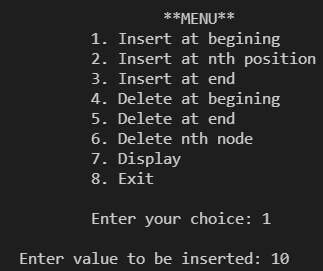 **MENU**
1. Insert at begining
2. Insert at nth position
3. Insert at end
4. Delete at begining
5. Delete at end
6. Delete nth node
7. Display
8. Exit
Enter your choice: 1
Enter value to be inserted: 10